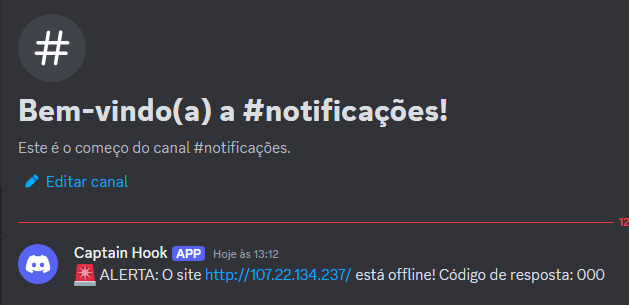 #
Bem-vindo(a) a #notificações!
Este é o começo do canal #notificações.
Editar canal
12
Captain Hook APP Hoje às 13:12
🚨 ALERTA: O site http://107.22.134.237/ está offline! Código de resposta: 000